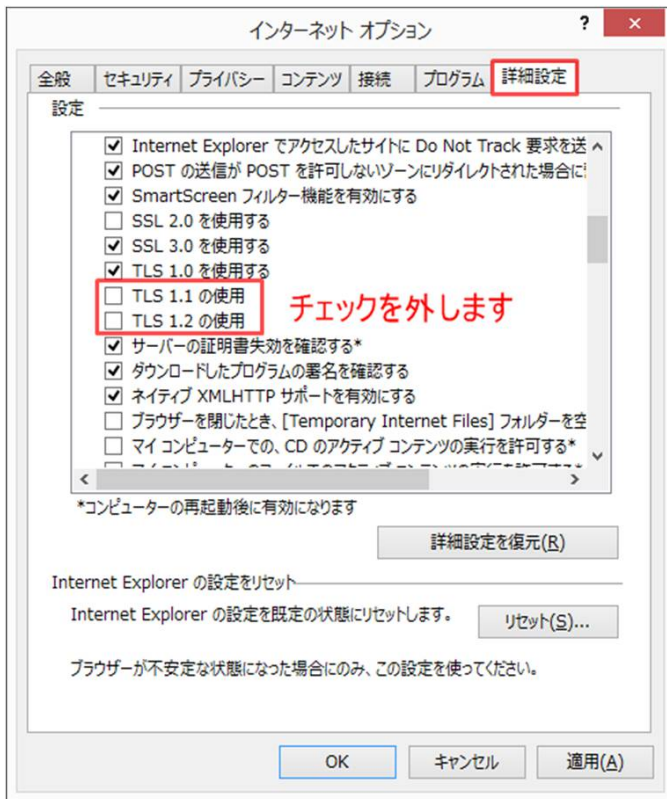 インターネット オプション
? ×
全般 セキュリティ プライバシー コンテンツ 接続 プログラム 詳細設定
設定
Internet Explorer でアクセスしたサイトに Do Not Track 要求を送
POST の送信が POST を許可しないゾーンにリダイレクトされた場合に
SmartScreen フィルター機能を有効にする
SSL 2.0 を使用する
SSL 3.0 を使用する
TLS 1.0 を使用する
TLS 1.1 の使用
TLS 1.2 の使用
チェックを外します
サーバーの証明書失効を確認する*
ダウンロードしたプログラムの署名を確認する
ネイティブ XMLHTTP サポートを有効にする
ブラウザーを閉じたとき、[Temporary Internet Files] フォルダーを空
マイ コンピューターでの、CD のアクティブ コンテンツの実行を許可する*
*コンピューターの再起動後に有効になります
詳細設定を復元(R)
Internet Explorer の設定をリセット
Internet Explorer の設定を既定の状態にリセットします。
リセット(S)...
ブラウザーが不安定な状態になった場合にのみ、この設定を使ってください。
OK キャンセル 適用(A)